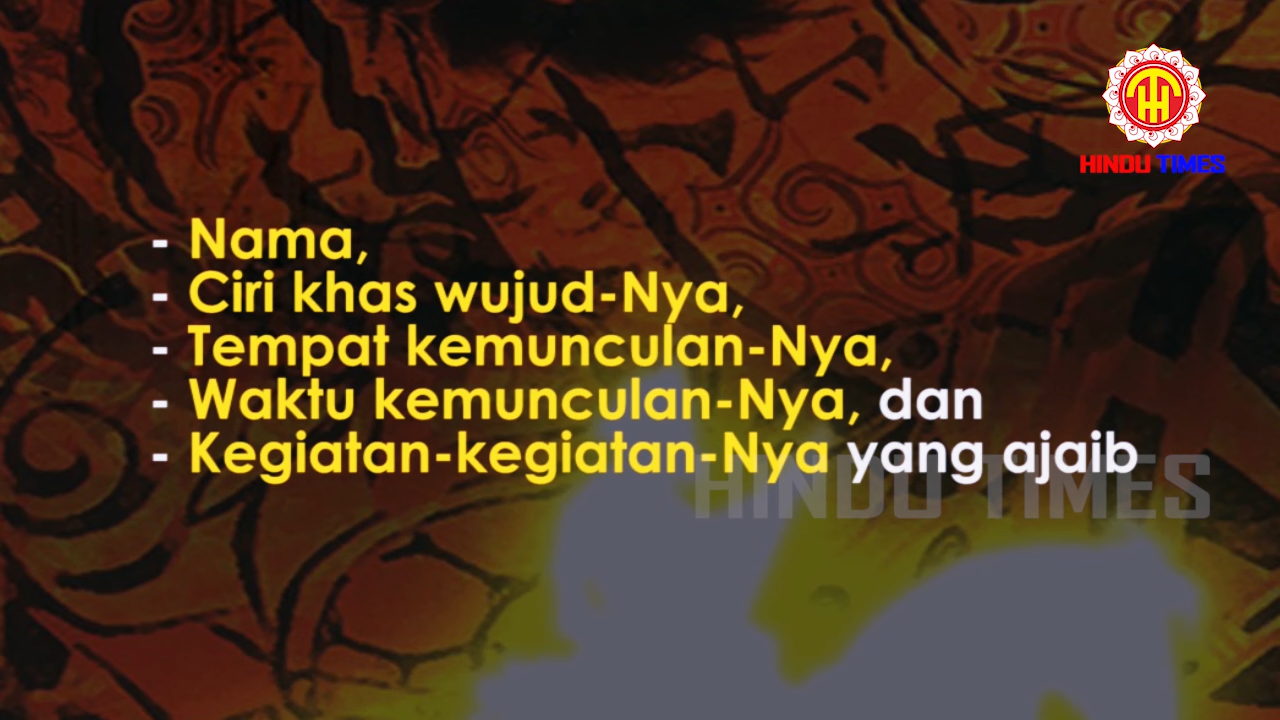 HINDU TIMES
- Nama,
- Ciri khas wujud-Nya,
- Tempat kemunculan-Nya,
- Waktu kemunculan-Nya, dan
- Kegiatan-kegiatan-Nya yang ajaib
HINDU TIMES